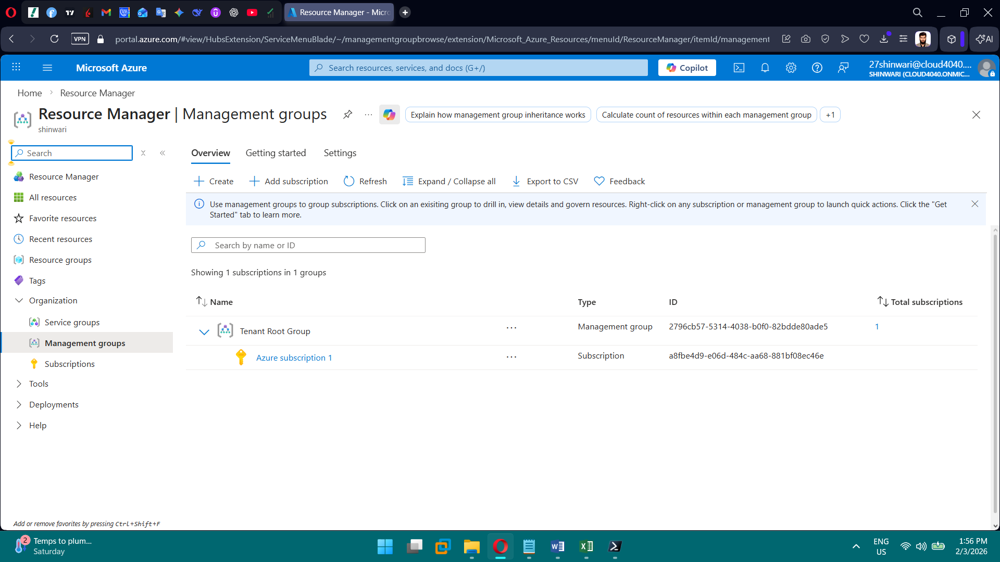 Resource Manager - Micro
VPN
portal.azure.com/#view/HubsExtension/ServiceMenuBlade/~/managementgroupbrowse/extension/Microsoft_Azure_Resources/menuId/ResourceManager/itemId/management
AI
Microsoft Azure
Search resources, services, and docs (G+/)
Copilot
27shinwari@cloud4040....
SHINWARI (CLOUD4040.ONMIC...
Home
Resource Manager
Resource Manager | Management groups
shinwari
Explain how management group inheritance works
Calculate count of resources within each management group
+1
Search
Resource Manager
All resources
Favorite resources
Recent resources
Resource groups
Tags
Organization
Service groups
Management groups
Subscriptions
Tools
Deployments
Help
Add or remove favorites by pressing Ctrl+Shift+F
Overview
Getting started
Settings
Create
Add subscription
Refresh
Expand / Collapse all
Export to CSV
Feedback
Use management groups to group subscriptions. Click on an exisiting group to drill in, view details and govern resources. Right-click on any subscription or management group to launch quick actions. Click the "Get
Started" tab to learn more.
Search by name or ID
Showing 1 subscriptions in 1 groups
Name Type ID Total subscriptions
Tenant Root Group ... Management group 2796cb57-5314-4038-b0f0-82bdde80ade5 1
Azure subscription 1 ... Subscription a8fbe4d9-e06d-484c-aa68-881bf08ec46e
2
Temps to plum...
Saturday
ENG
US
1:56 PM
2/3/2026